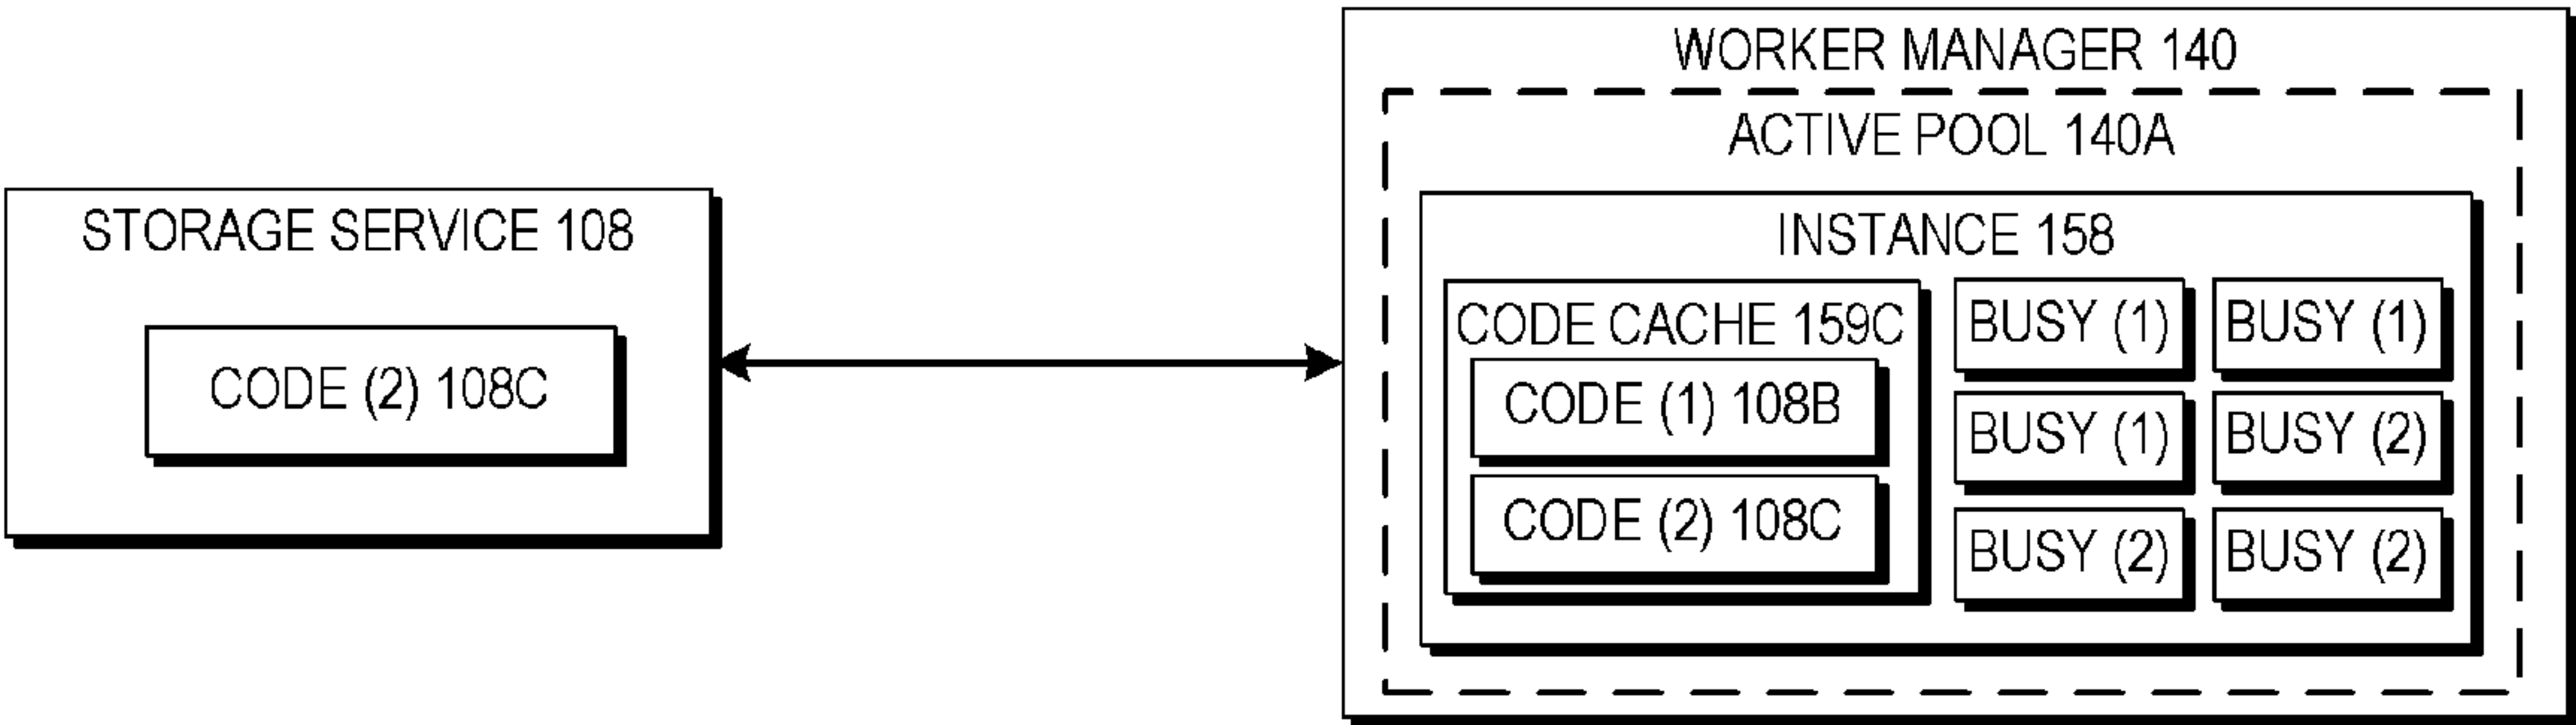 STORAGE SERVICE 108
CODE (2) 108C
WORKER MANAGER 140
ACTIVE POOL 140A
INSTANCE 158
CODE CACHE 159C
CODE (1) 108B
CODE (2) 108C
BUSY (1)
BUSY (1)
BUSY (1)
BUSY (2)
BUSY (2)
BUSY (2)